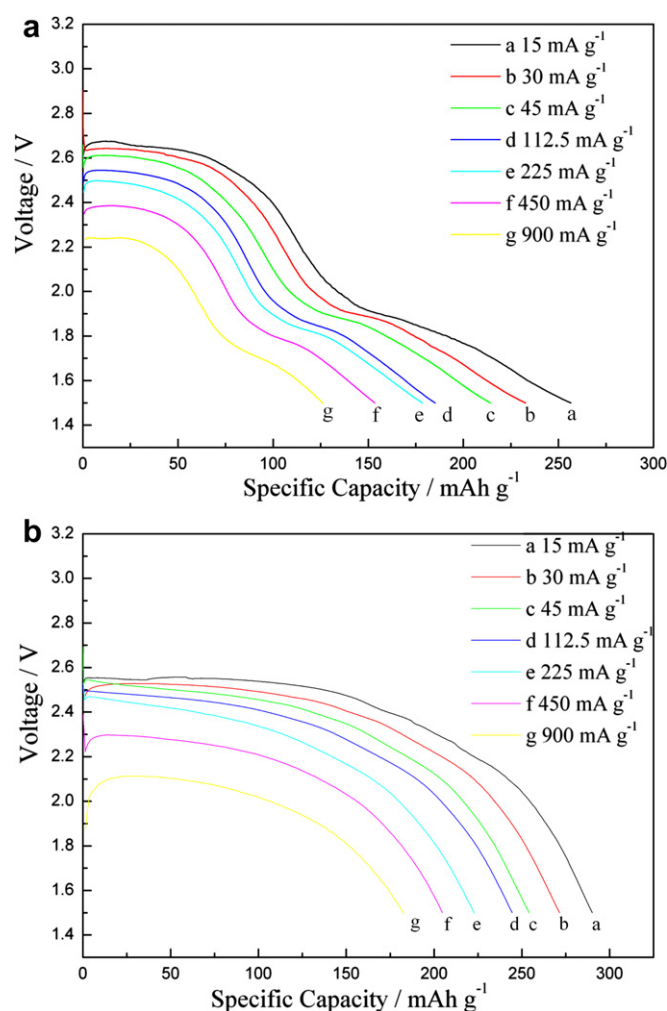 a
3.2
3.0
2.8
2.6
2.4
2.2
2.0
1.8
1.6
1.4
Voltage / V
a 15 mA g⁻¹
b 30 mA g⁻¹
c 45 mA g⁻¹
d 112.5 mA g⁻¹
e 225 mA g⁻¹
f 450 mA g⁻¹
g 900 mA g⁻¹
g f e d c b a
0 50 100 150 200 250 300
Specific Capacity / mAh g⁻¹
b
3.2
3.0
2.8
2.6
2.4
2.2
2.0
1.8
1.6
1.4
Voltage / V
a 15 mA g⁻¹
b 30 mA g⁻¹
c 45 mA g⁻¹
d 112.5 mA g⁻¹
e 225 mA g⁻¹
f 450 mA g⁻¹
g 900 mA g⁻¹
g f e d c b a
0 50 100 150 200 250 300
Specific Capacity / mAh g⁻¹